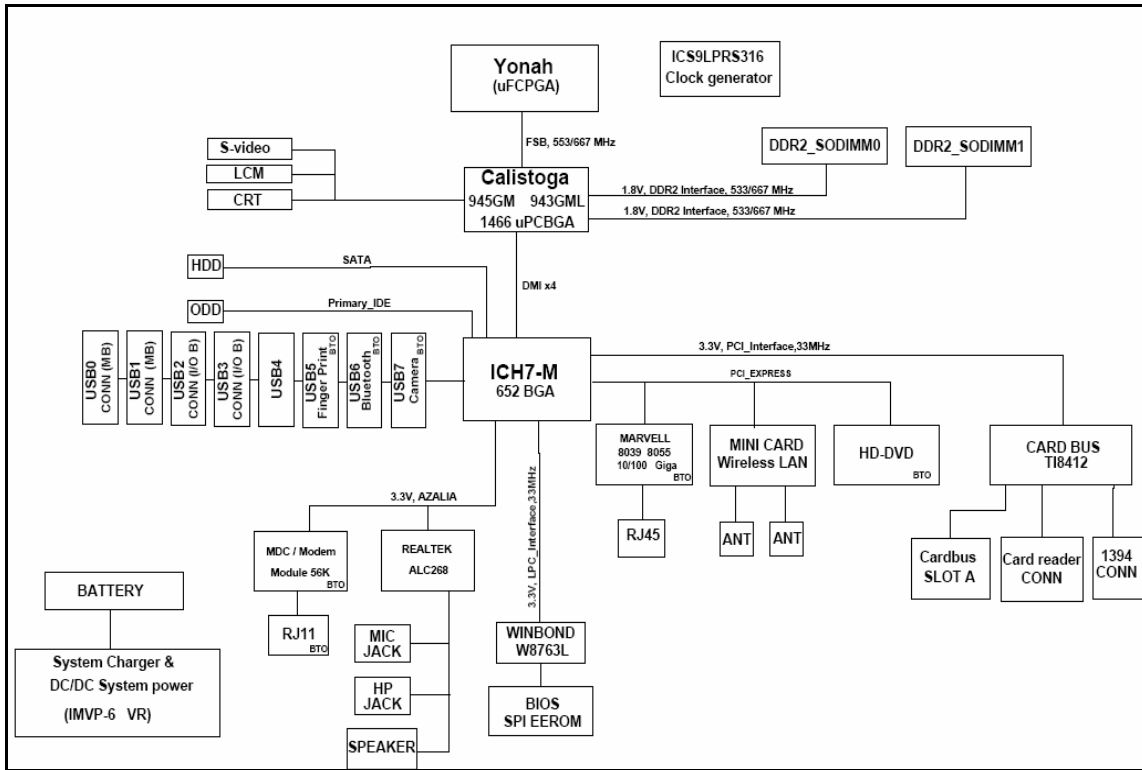 Yonah
(uFCPGA)
ICS9LPRS316
Clock generator
FSB, 553/667 MHz
S-video
LCM
CRT
DDR2_SODIMM0
DDR2_SODIMM1
Calistoga
945GM 943GML
1466 uPCBGA
1.8V, DDR2 Interface, 533/667 MHz
1.8V, DDR2 Interface, 533/667 MHz
HDD
SATA
DMI x4
ODD
Primary_IDE
USB0
CONN (MB)
USB1
CONN (MB)
USB2
CONN (I/O B)
USB3
CONN (I/O B)
USB4
USB5
Finger Print
BTO
USB6
Bluetooth
BTO
USB7
Camera
BTO
ICH7-M
652 BGA
3.3V, PCI_Interface,33MHz
PCI_EXPRESS
MARVELL
8039 8055
10/100 Giga
BTO
MINI CARD
Wireless LAN
HD-DVD
BTO
CARD BUS
TI8412
RJ45
ANT
ANT
Cardbus
SLOT A
Card reader
CONN
1394
CONN
3.3V, AZALIA
3.3V, LPC_Interface,33MHz
MDC / Modem
Module 56K
BTO
REALTEK
ALC268
RJ11
BTO
MIC
JACK
HP
JACK
SPEAKER
WINBOND
W8763L
BIOS
SPI EEROM
BATTERY
System Charger &
DC/DC System power
(IMVP-6 VR)